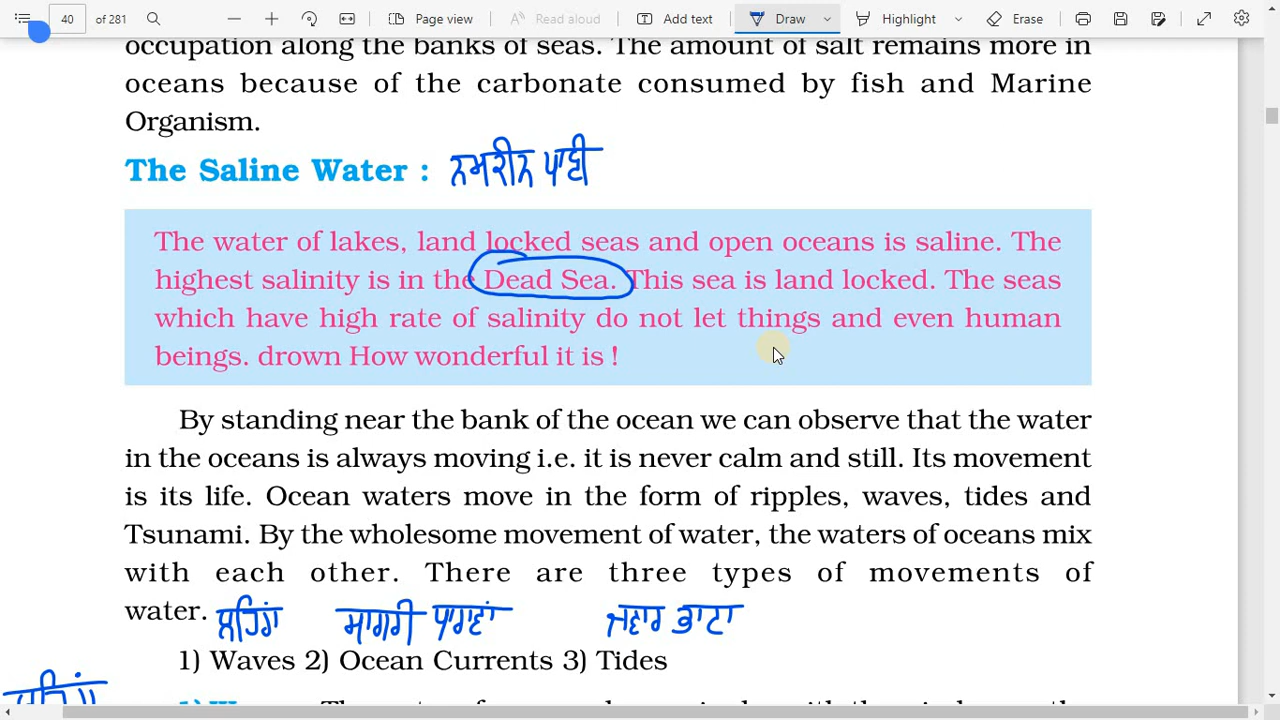 40 of 281 Page view Read aloud Add text Draw Highlight Erase
occupation along the banks of seas. The amount of salt remains more in
oceans because of the carbonate consumed by fish and Marine
Organism.
The Saline Water : ਨਮਕੀਨ ਪਾਣੀ
The water of lakes, land locked seas and open oceans is saline. The
highest salinity is in the Dead Sea. This sea is land locked. The seas
which have high rate of salinity do not let things and even human
beings. drown How wonderful it is !
By standing near the bank of the ocean we can observe that the water
in the oceans is always moving i.e. it is never calm and still. Its movement
is its life. Ocean waters move in the form of ripples, waves, tides and
Tsunami. By the wholesome movement of water, the waters of oceans mix
with each other. There are three types of movements of
water. ਲਹਿਰਾਂ ਸਾਗਰੀ ਧਾਰਾਵਾਂ ਜਵਾਰ ਭਾਟਾ
1) Waves 2) Ocean Currents 3) Tides